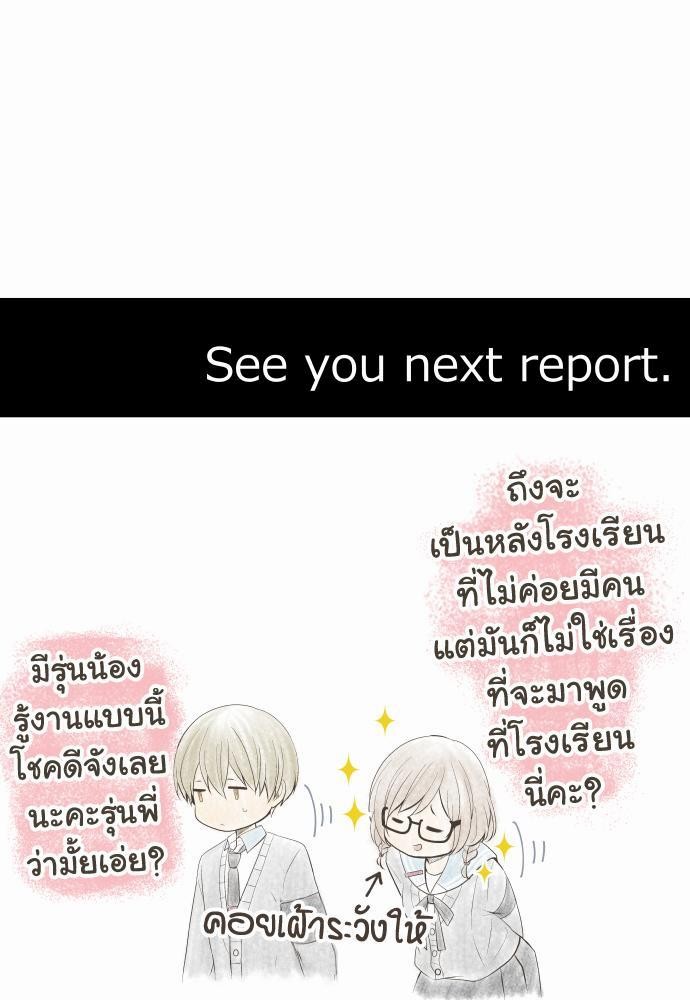 See you next report.
ถึงจะ
เป็นหลังโรงเรียน
ที่ไม่ค่อยมีคน
แต่มันก็ไม่ใช่เรื่อง
ที่จะมาพูด
ที่โรงเรียน
นี่คะ?
มีรุ่นน้อง
รู้งานแบบนี้
โชคดีจังเลย
นะคะรุ่นพี่
ว่ามั้ยเอ่ย?
คอยเฝ้าระวังให้